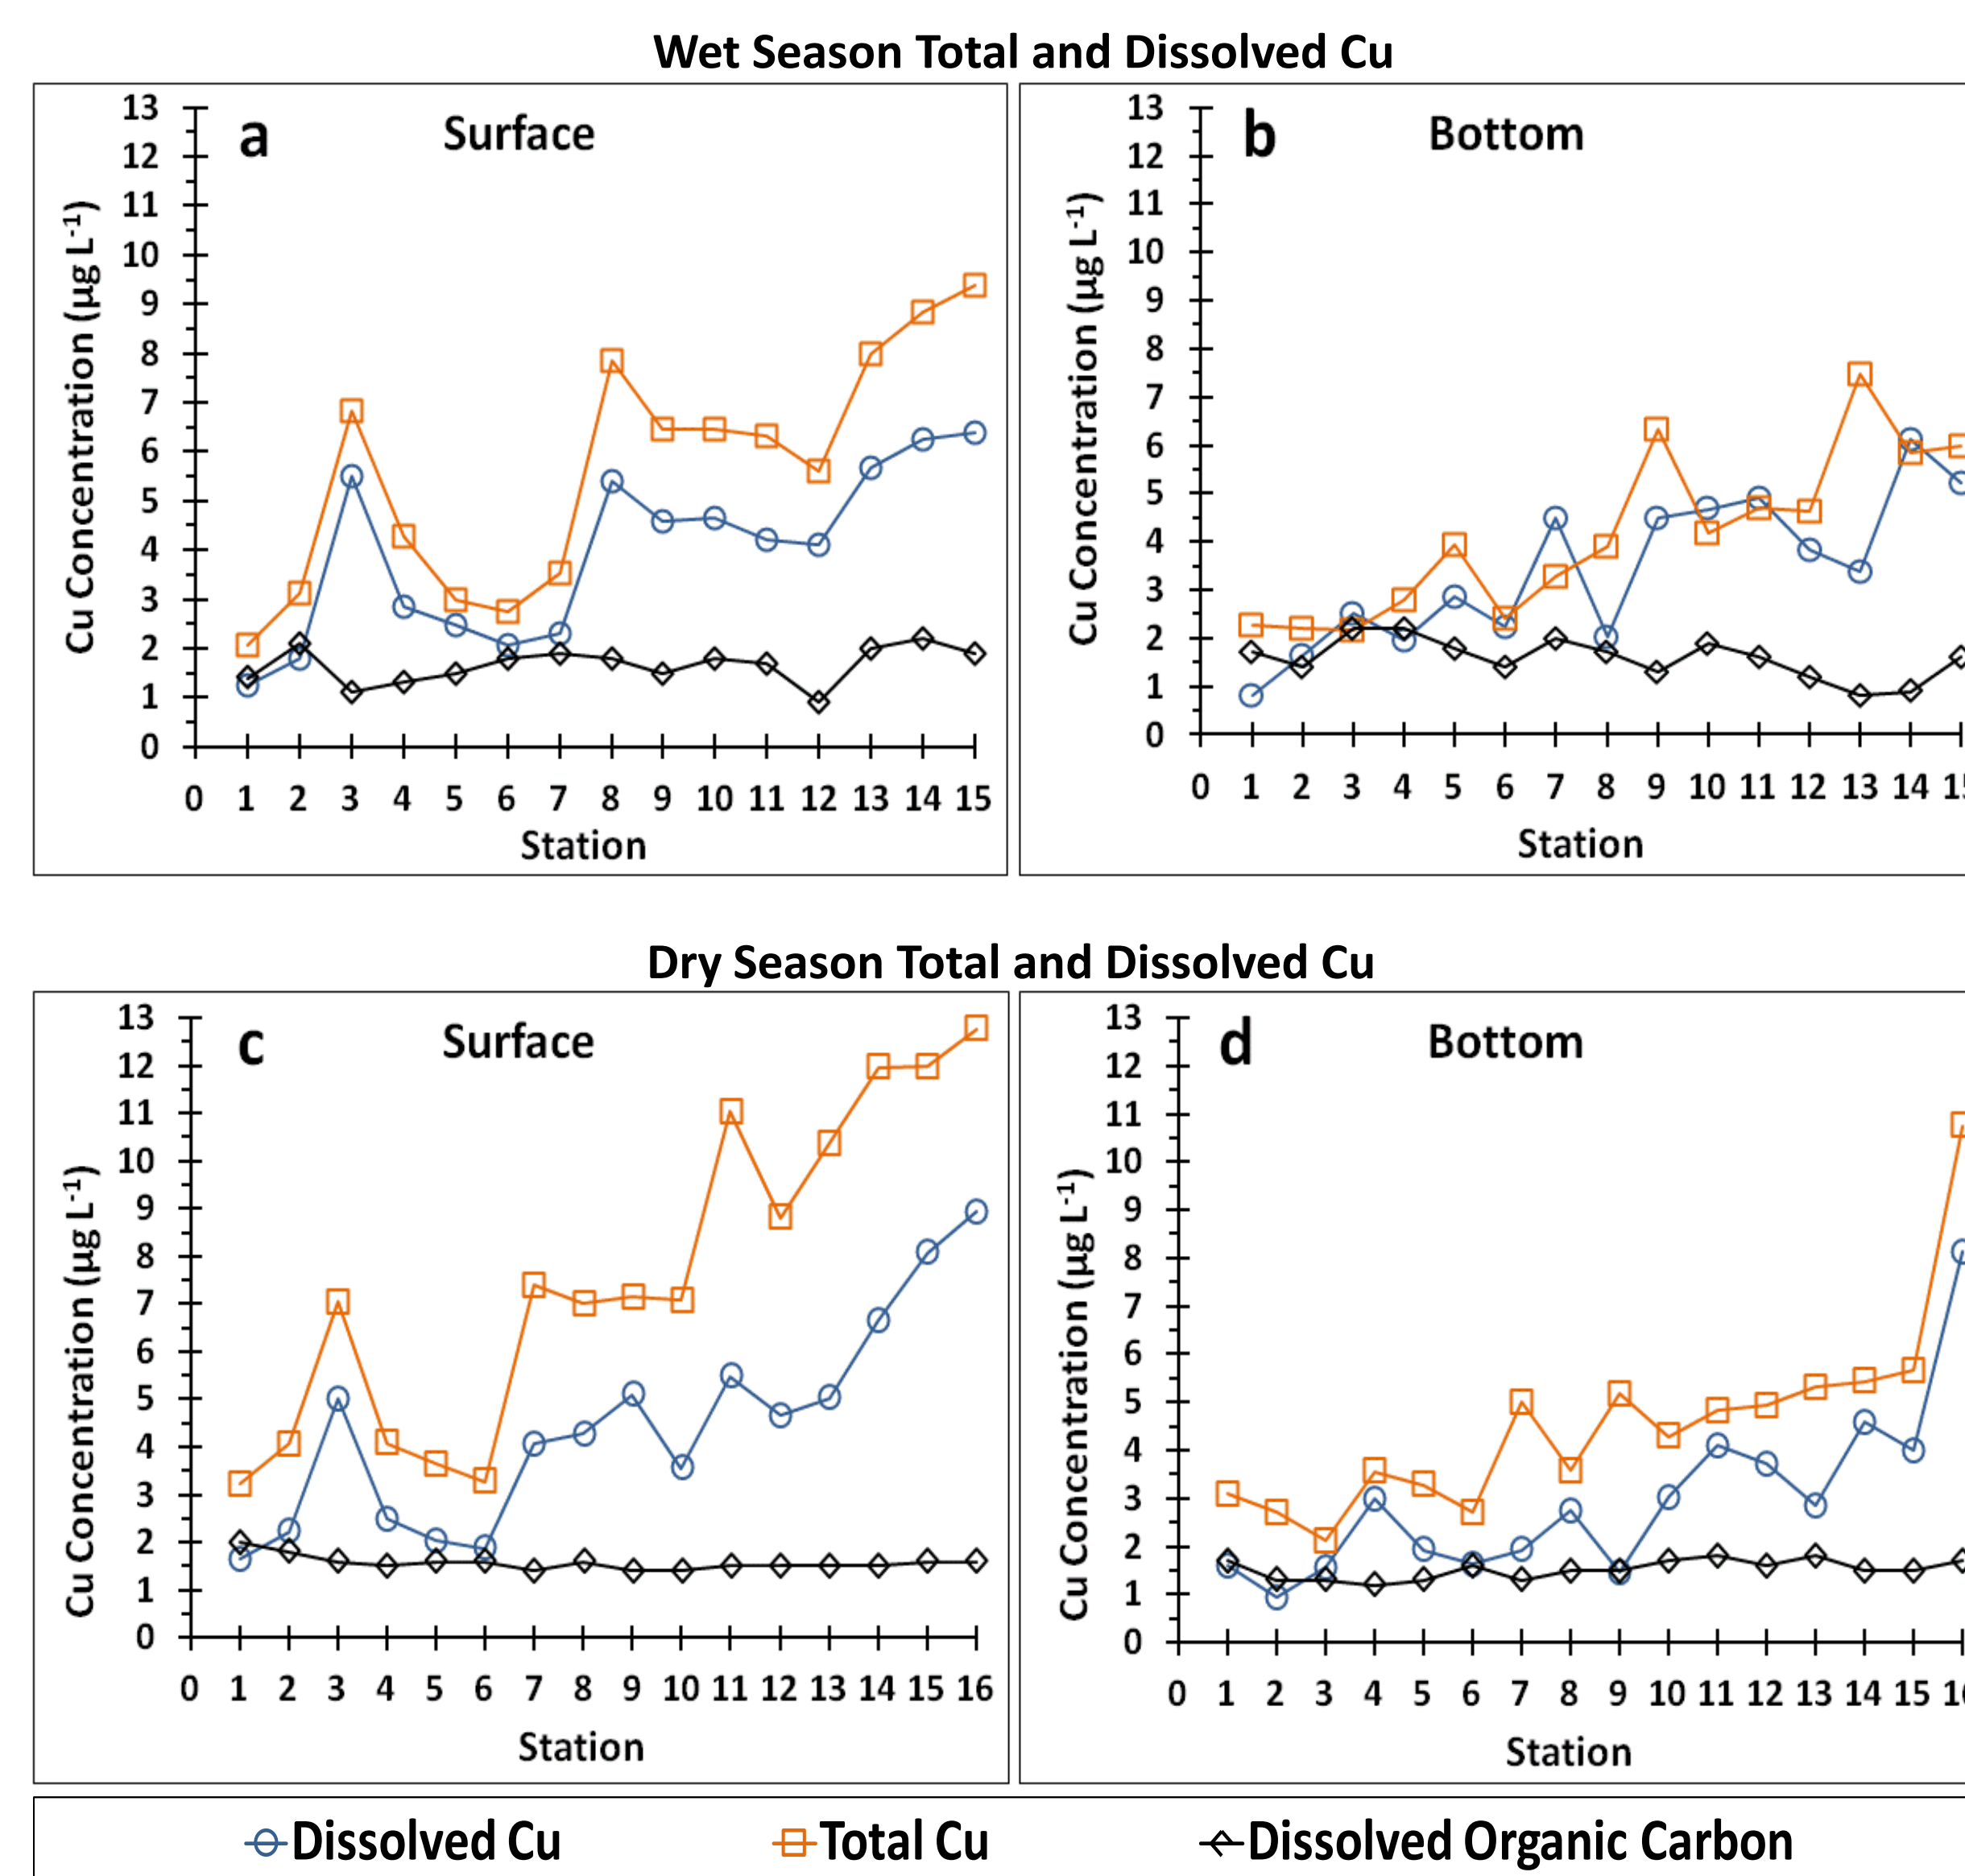 Wet Season Total and Dissolved Cu
a Surface
Cu Concentration (µg L-1)
13
12
11
10
9
8
7
6
5
4
3
2
1
0
0 1 2 3 4 5 6 7 8 9 10 11 12 13 14 15
Station
b Bottom
Cu Concentration (µg L-1)
13
12
11
10
9
8
7
6
5
4
3
2
1
0
0 1 2 3 4 5 6 7 8 9 10 11 12 13 14
Station
Dry Season Total and Dissolved Cu
c Surface
Cu Concentration (µg L-1)
13
12
11
10
9
8
7
6
5
4
3
2
1
0
0 1 2 3 4 5 6 7 8 9 10 11 12 13 14 15 16
Station
d Bottom
Cu Concentration (µg L-1)
13
12
11
10
9
8
7
6
5
4
3
2
1
0
0 1 2 3 4 5 6 7 8 9 10 11 12 13 14 15
Station
Dissolved Cu Total Cu Dissolved Organic Carbon